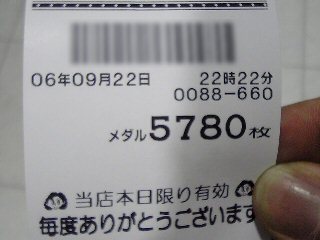 06年09月22日 22時22分
0088-660
メダル5780枚
当店本日限り有効
毎度ありがとうございます